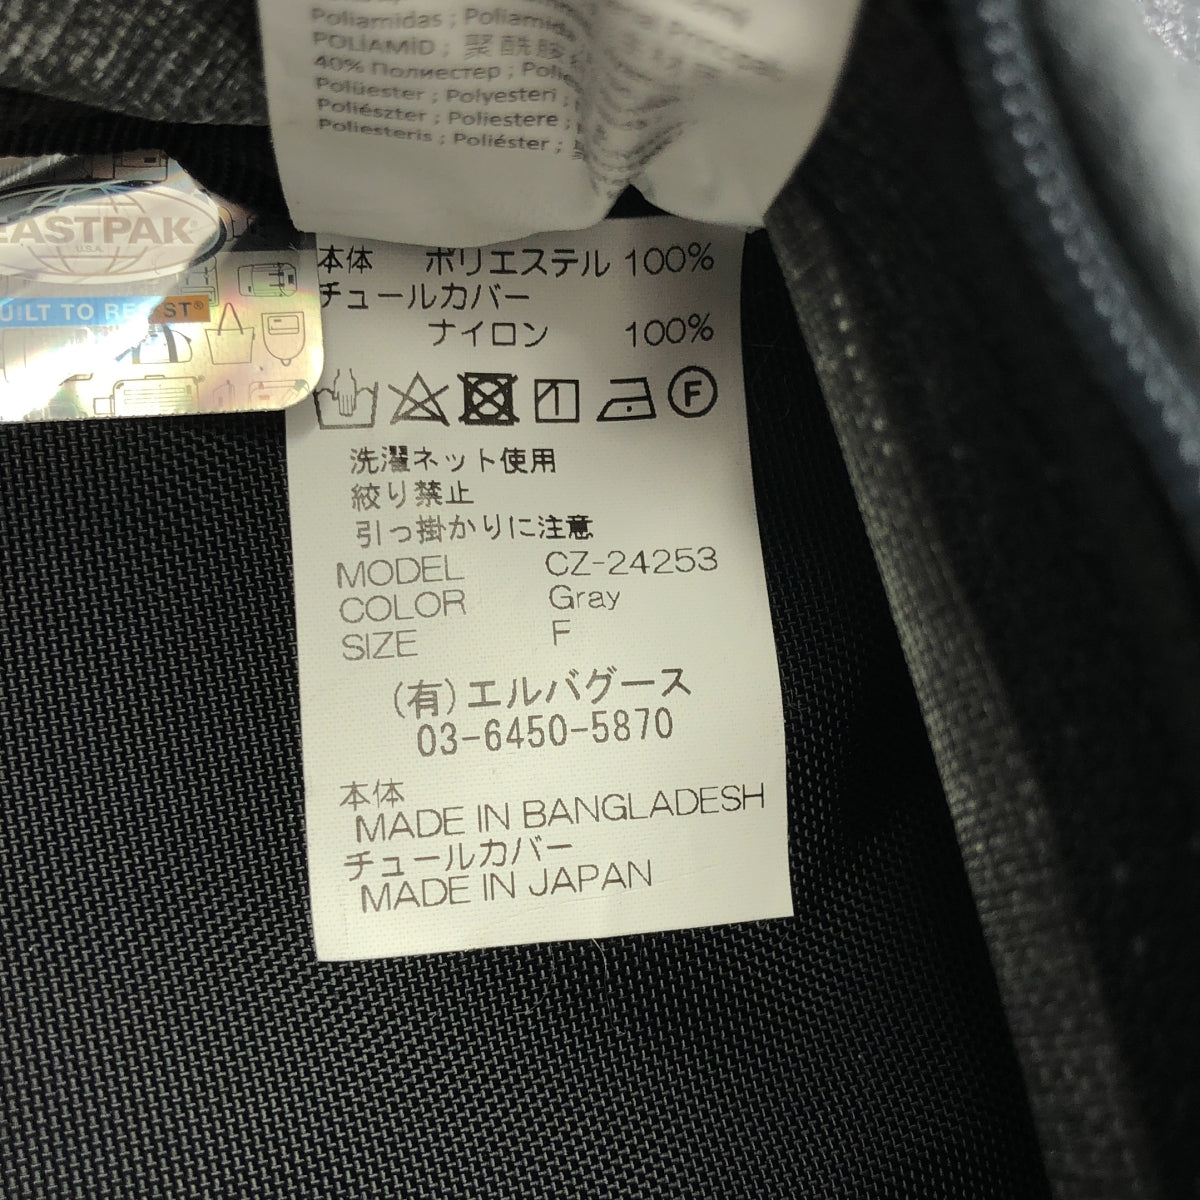 Poliamidas ; Poliamid
POLİAMİD ; 聚酰胺
40% Полиестер ; Polie
Polüester ; Polyesteri ;
Poliészter ; Poliestere ;
Poliesteris ; Poliéster ;
EASTPAK
U.S.A.
BUILT TO RESIST®
本体 ポリエステル 100%
チュールカバー
ナイロン 100%
F
洗濯ネット使用
絞り禁止
引っ掛かりに注意
MODEL CZ-24253
COLOR Gray
SIZE F
(有)エルバグース
03-6450-5870
本体
MADE IN BANGLADESH
チュールカバー
MADE IN JAPAN